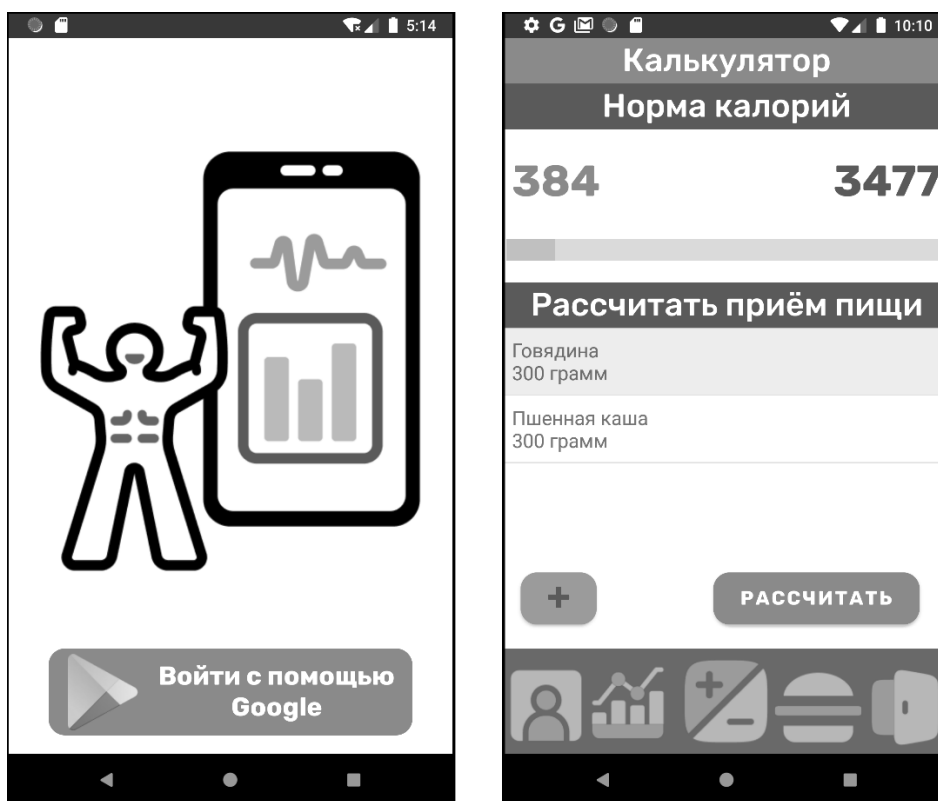 5:14
Войти с помощью
Google
10:10
Калькулятор
Норма калорий
384
3477
Рассчитать приём пищи
Говядина
300 грамм
Пшенная каша
300 грамм
+
РАССЧИТАТЬ